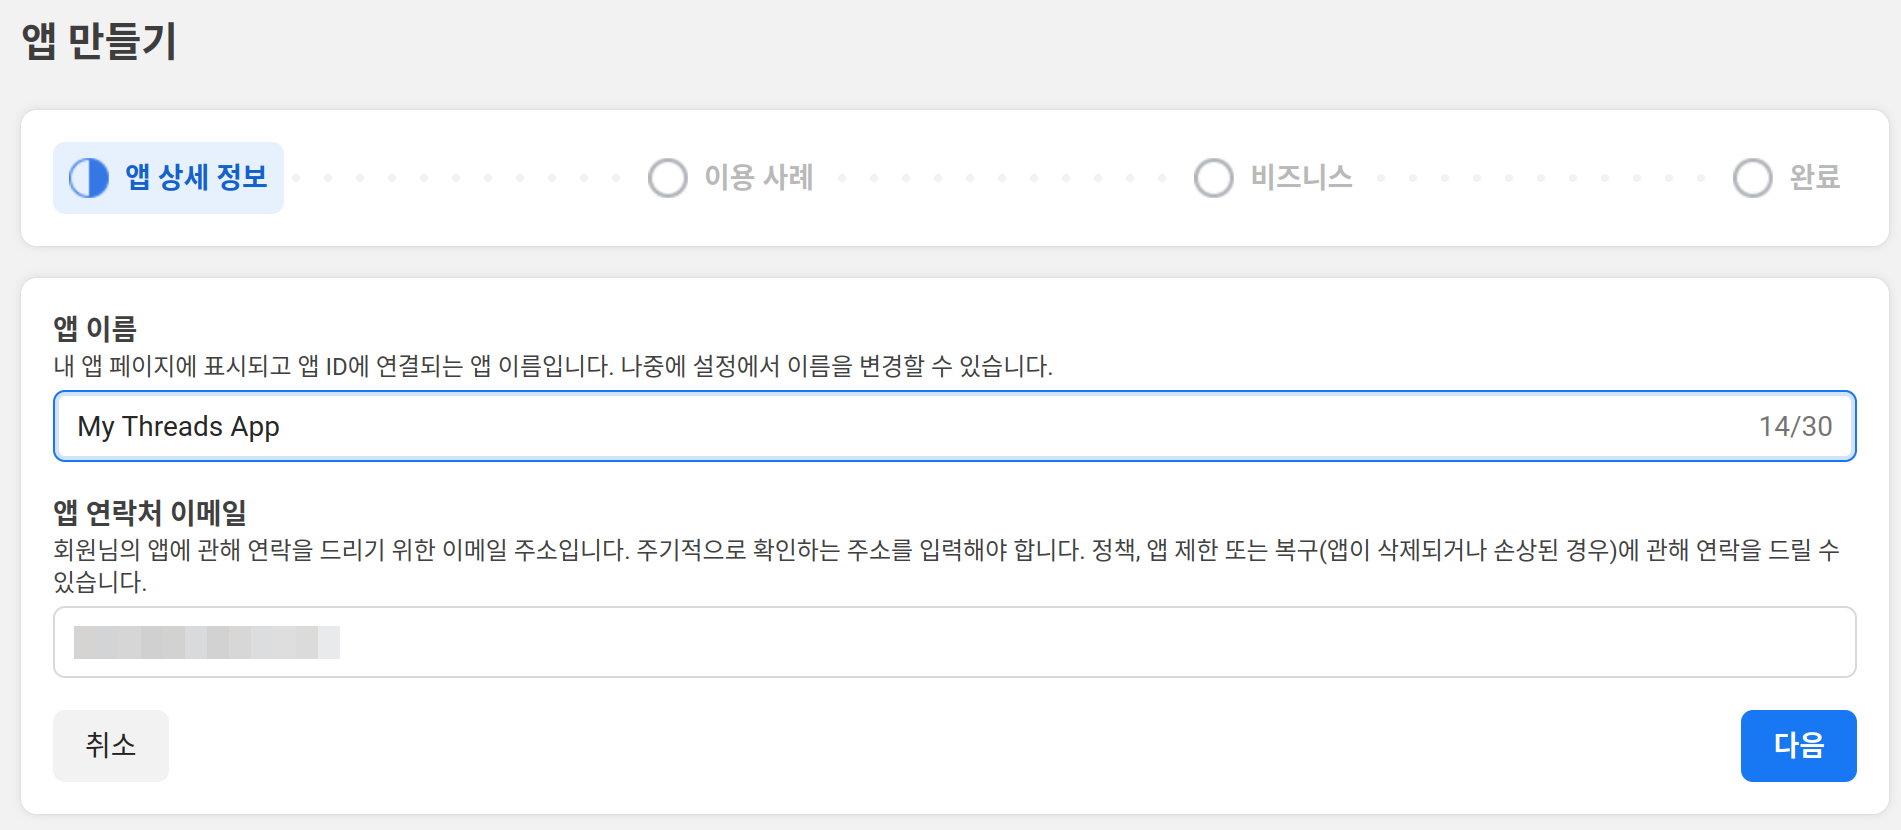 앱 만들기
앱 상세 정보
이용 사례
비즈니스
완료
앱 이름
내 앱 페이지에 표시되고 앱 ID에 연결되는 앱 이름입니다. 나중에 설정에서 이름을 변경할 수 있습니다.
My Threads App
14/30
앱 연락처 이메일
회원님의 앱에 관해 연락을 드리기 위한 이메일 주소입니다. 주기적으로 확인하는 주소를 입력해야 합니다. 정책, 앱 제한 또는 복구(앱이 삭제되거나 손상된 경우)에 관해 연락을 드릴 수
있습니다.
취소
다음